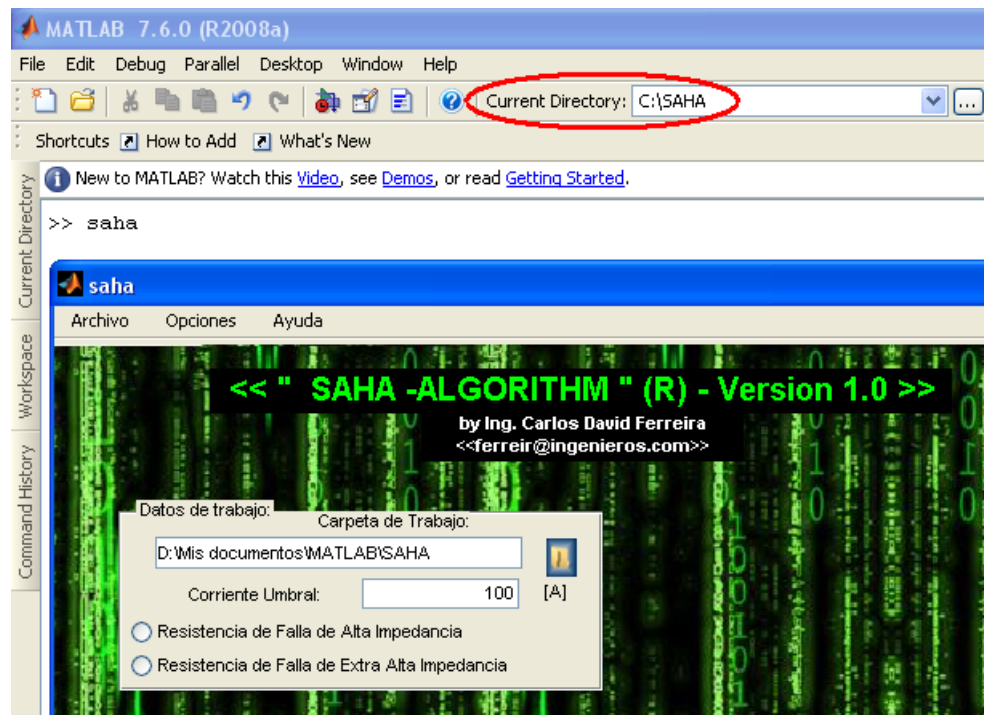 MATLAB 7.6.0 (R2008a)
File Edit Debug Parallel Desktop Window Help
Current Directory: C:\SAHA
Shortcuts How to Add What's New
New to MATLAB? Watch this Video, see Demos, or read Getting Started.
>> saha
Current Directory
Workspace
Command History
saha
Archivo Opciones Ayuda
<< " SAHA -ALGORITHM " (R) - Version 1.0 >>
by Ing. Carlos David Ferreira
<<ferreir@ingenieros.com>>
Datos de trabajo:
Carpeta de Trabajo:
D:\Mis documentos\MATLAB\SAHA
Corriente Umbral: 100 [A]
Resistencia de Falla de Alta Impedancia
Resistencia de Falla de Extra Alta Impedancia